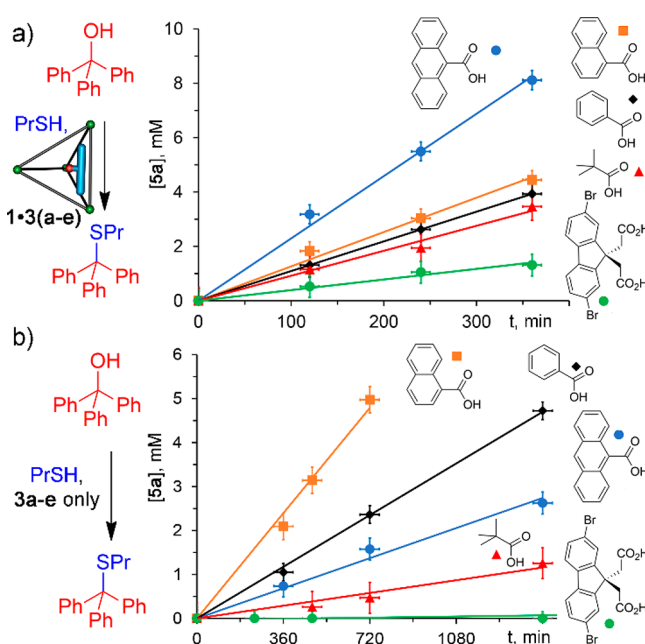 a)
OH
Ph Ph
Ph
PrSH,
1•3(a-e)
SPr
Ph Ph
Ph
[5a], mM
10
8
6
4
2
0
0 120 240 360 t, min
O
OH
O
OH
O
OH
O
OH
Br
CO₂H
CO₂H
Br
b)
OH
Ph Ph
Ph
PrSH,
3a-e only
SPr
Ph Ph
Ph
[5a], mM
6
5
4
3
2
1
0
0 360 720 1080 t, min
O
OH
O
OH
O
OH
O
OH
Br
CO₂H
CO₂H
Br